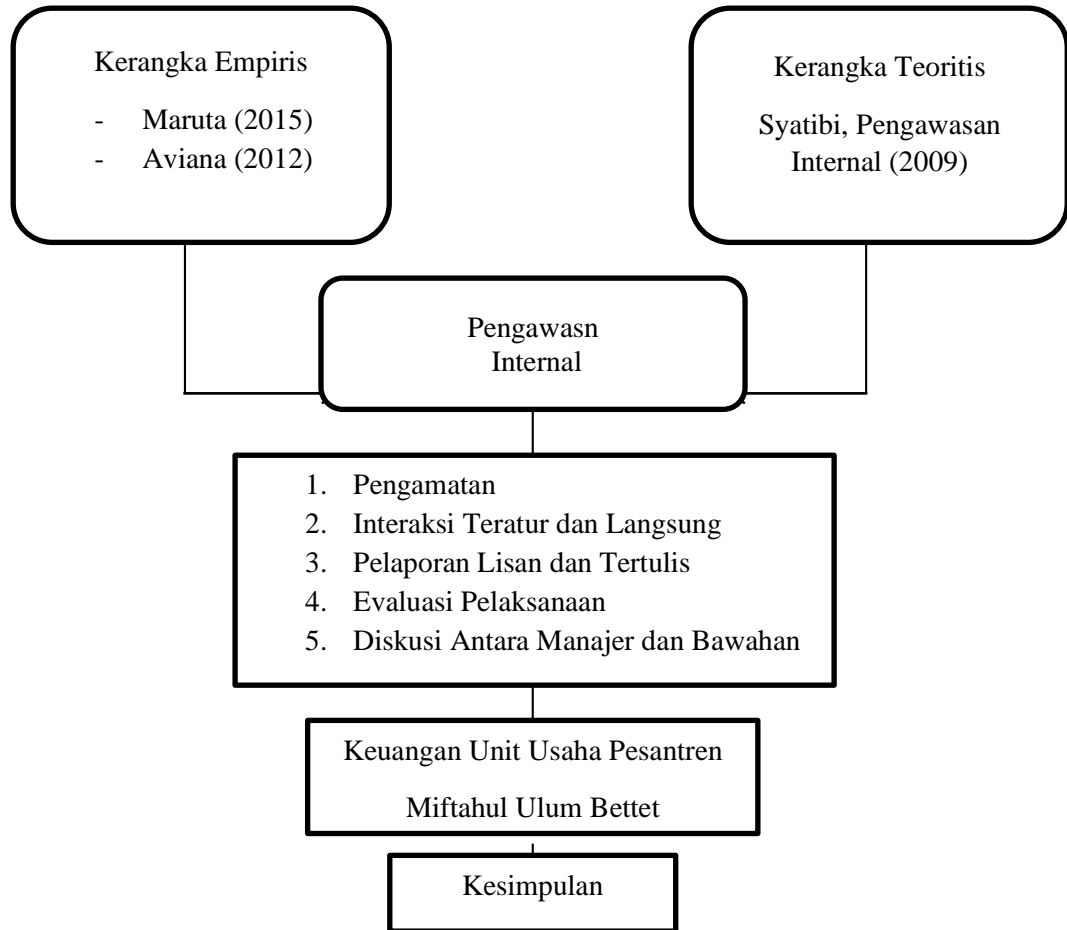 Kerangka Empiris
- Maruta (2015)
- Aviana (2012)
Kerangka Teoritis
Syatibi, Pengawasan
Internal (2009)
Pengawasn
Internal
1. Pengamatan
2. Interaksi Teratur dan Langsung
3. Pelaporan Lisan dan Tertulis
4. Evaluasi Pelaksanaan
5. Diskusi Antara Manajer dan Bawahan
Keuangan Unit Usaha Pesantren
Miftahul Ulum Bettet
Kesimpulan